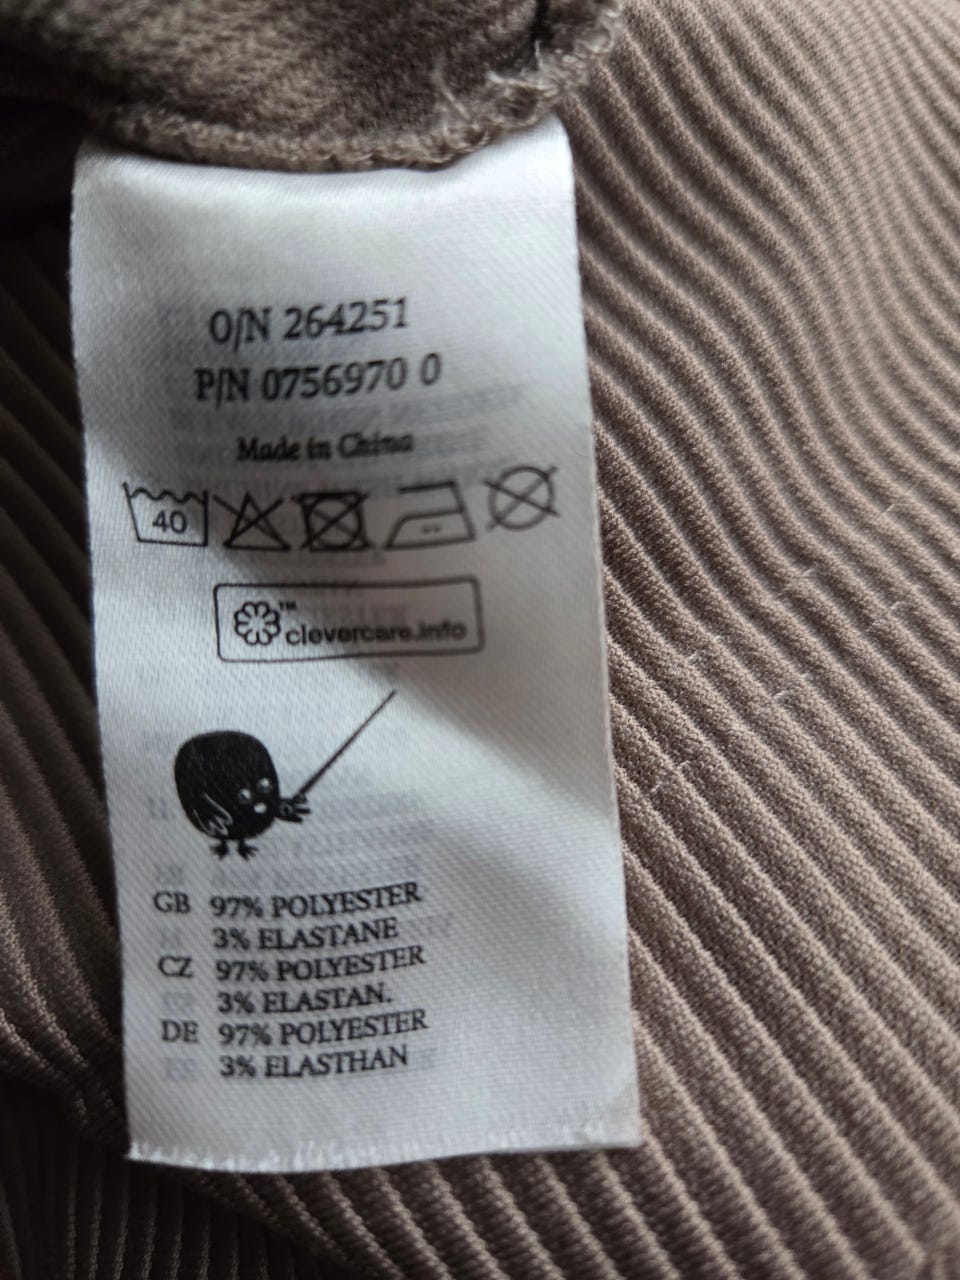 O/N 264251
P/N 0756970 0
Made in China
40
clevercare.info™
GB 97% POLYESTER
3% ELASTANE
CZ 97% POLYESTER
3% ELASTAN.
DE 97% POLYESTER
3% ELASTHAN